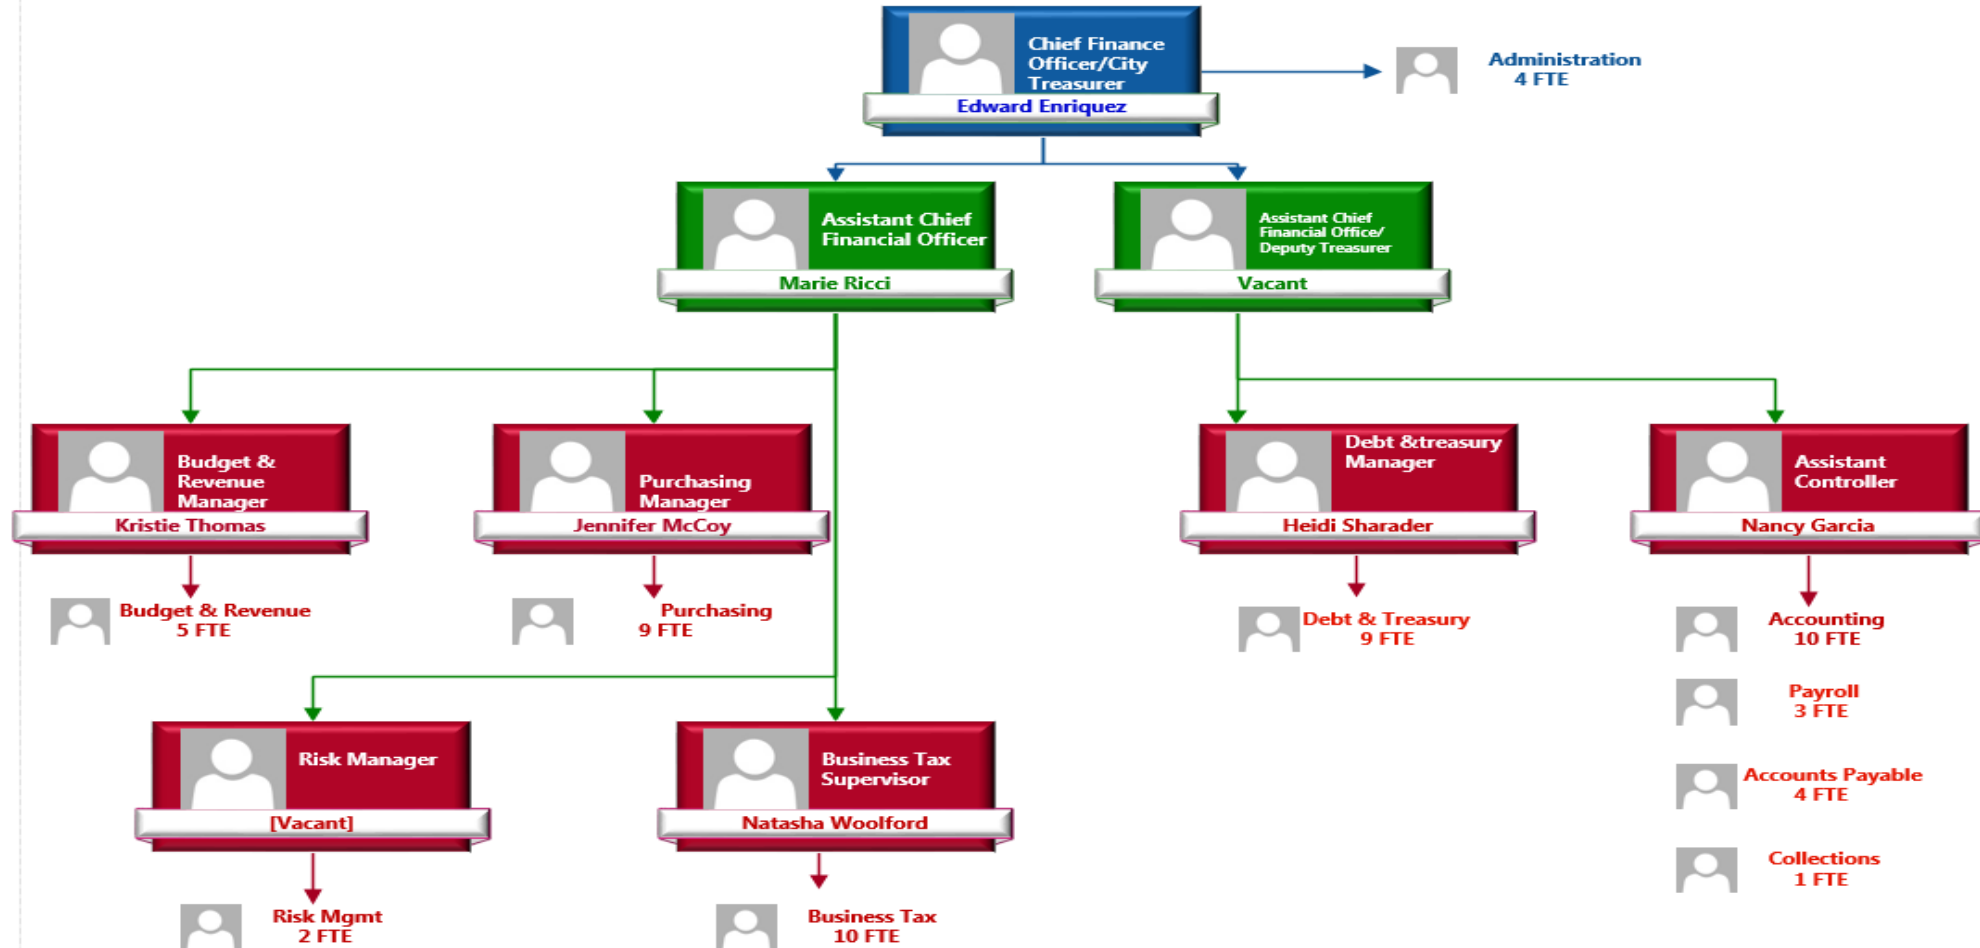 Chief Finance
Officer/City
Treasurer
Edward Enriquez
Administration
4 FTE
Assistant Chief
Financial Officer
Marie Ricci
Assistant Chief
Financial Office/
Deputy Treasurer
Vacant
Budget &
Revenue
Manager
Kristie Thomas
Purchasing
Manager
Jennifer McCoy
Debt &treasury
Manager
Heidi Sharader
Assistant
Controller
Nancy Garcia
Budget & Revenue
5 FTE
Purchasing
9 FTE
Debt & Treasury
9 FTE
Accounting
10 FTE
Payroll
3 FTE
Accounts Payable
4 FTE
Collections
1 FTE
Risk Manager
[Vacant]
Business Tax
Supervisor
Natasha Woolford
Risk Mgmt
2 FTE
Business Tax
10 FTE